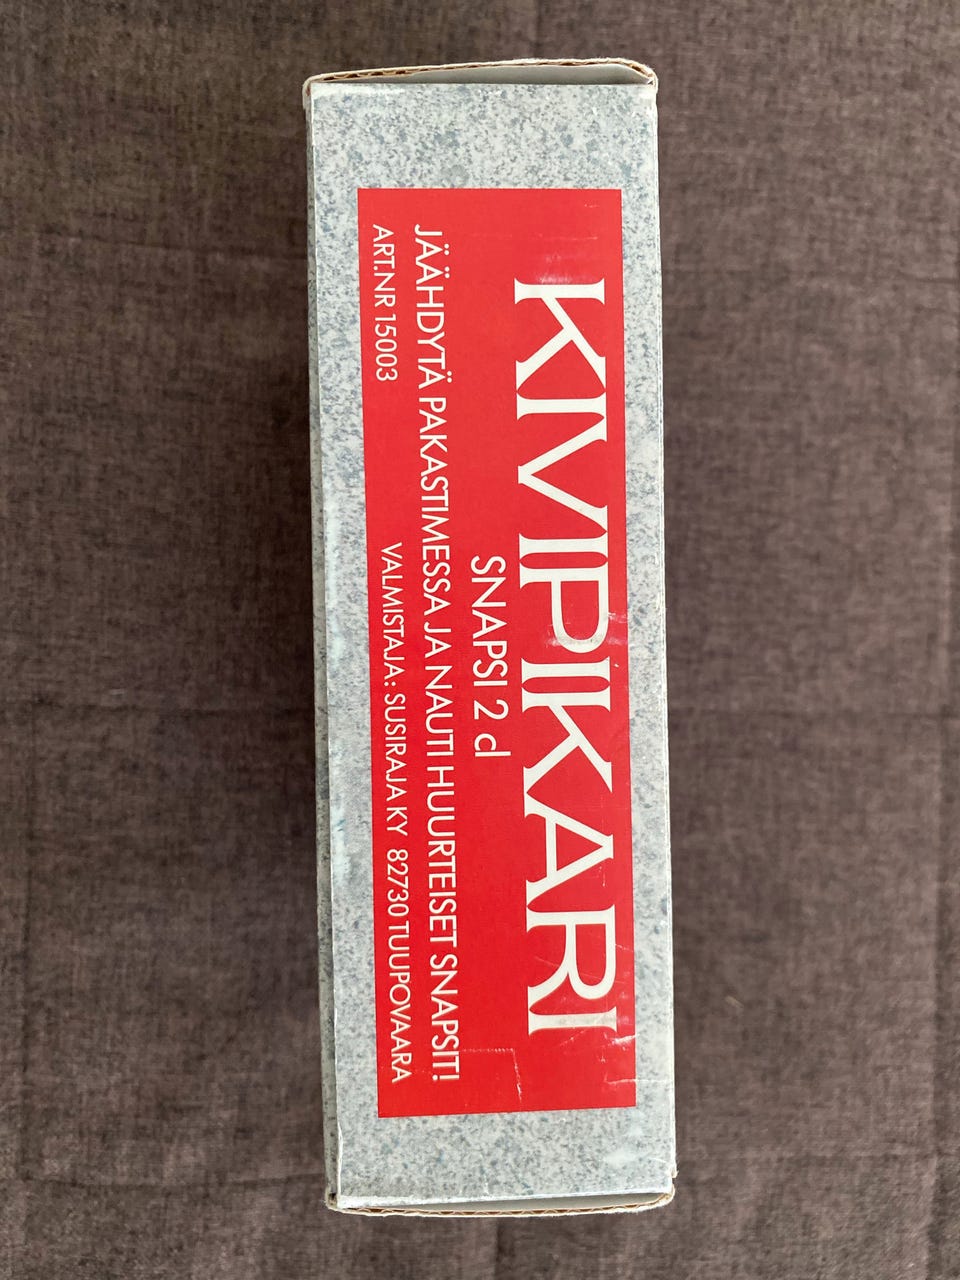 KIVIPIKARI
SNAPSI 2 cl
JÄÄHDYTÄ PAKASTIMESSA JA NAUTI HUURTEISET SNAPSIT!
ART.NR 15003 VALMISTAJA: SUSIRAJA KY 82730 TUUPOVAARA